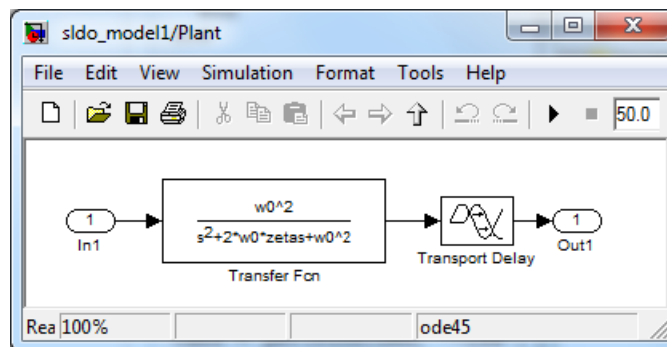 sldo_model1/Plant
File Edit View Simulation Format Tools Help
50.0
w0^2
s²+2*w0*zetas+w0^2
1
In1
Transfer Fcn
Transport Delay
1
Out1
Rea 100% ode45